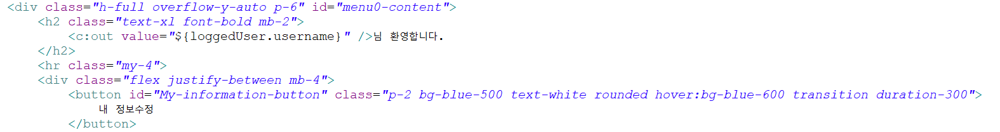 <div class="h-full overflow-y-auto p-6" id="menu0-content">
<h2 class="text-xl font-bold mb-2">
<c:out value="${loggedUser.username}" />님 환영합니다.
</h2>
<hr class="my-4">
<div class="flex justify-between mb-4">
<button id="My-information-button" class="p-2 bg-blue-500 text-white rounded hover:bg-blue-600 transition duration-300">
내 정보수정
</button>